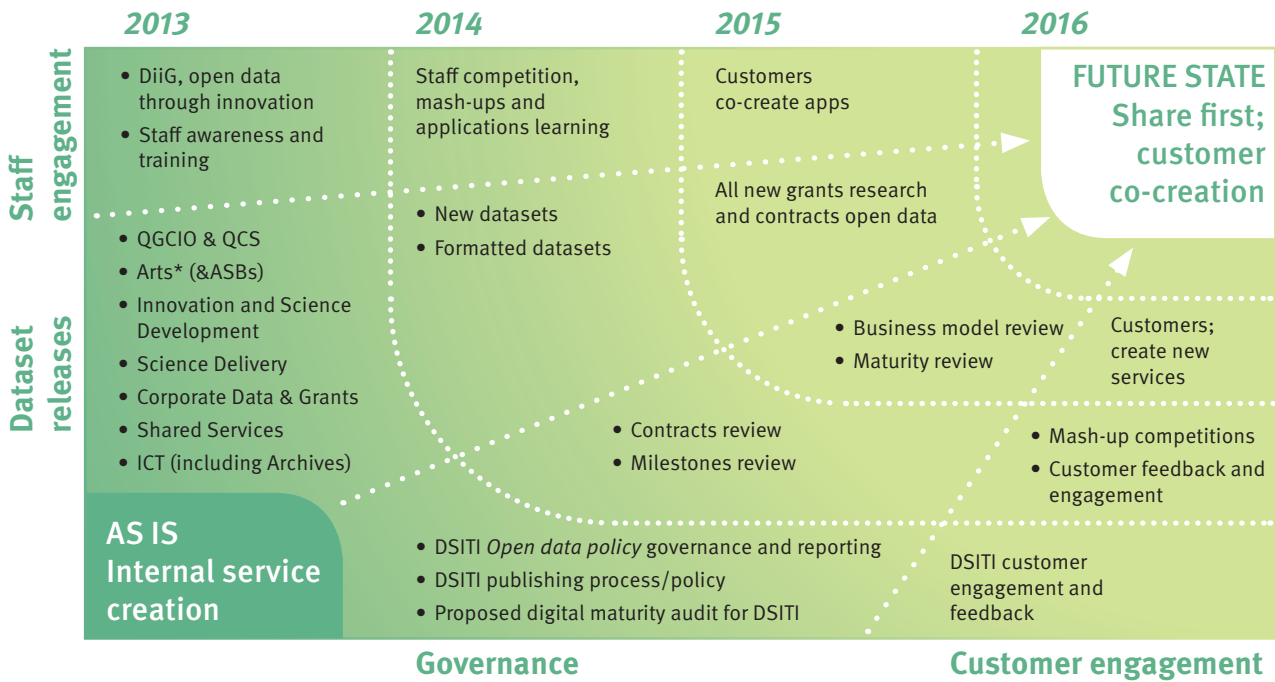 2013
2014
2015
2016
Staff
engagement
• DiiG, open data
through innovation
• Staff awareness and
training
Staff competition,
mash-ups and
applications learning
Customers
co-create apps
FUTURE STATE
Share first;
customer
co-creation
Dataset
releases
• QGCIO & QCS
• Arts* (&ASBs)
• Innovation and Science
Development
• Science Delivery
• Corporate Data & Grants
• Shared Services
• ICT (including Archives)
• New datasets
• Formatted datasets
All new grants research
and contracts open data
• Business model review
• Maturity review
Customers;
create new
services
• Contracts review
• Milestones review
• Mash-up competitions
• Customer feedback and
engagement
AS IS
Internal service
creation
• DSITI Open data policy governance and reporting
• DSITI publishing process/policy
• Proposed digital maturity audit for DSITI
DSITI customer
engagement and
feedback
Governance
Customer engagement